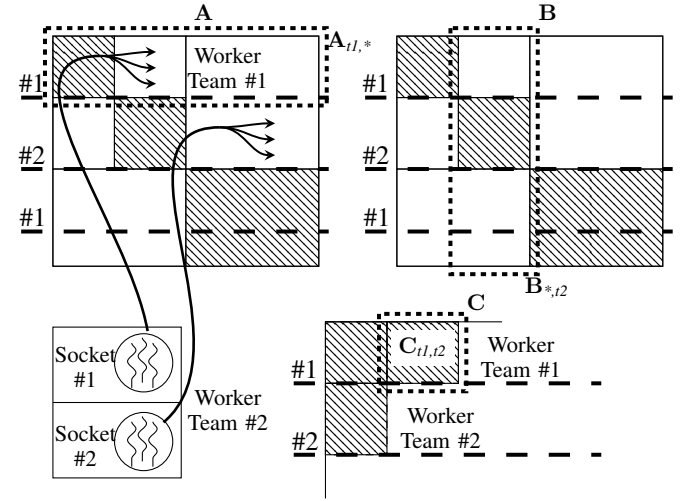 A
B
A_{t1,*}
Worker
Team #1
#1
#1
#2
#2
#1
#1
B_{*,t2}
C
Socket
#1
C_{t1,t2}
Worker
Team #1
#1
Worker
Team #2
Worker
Team #2
Socket
#2
#2